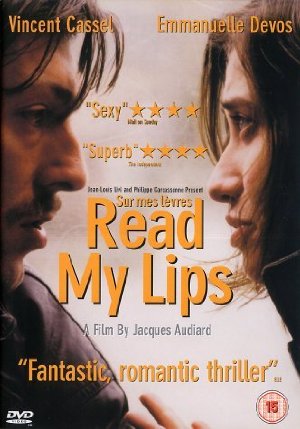 Vincent Cassel Emmanuelle Devos
"Sexy" ★★★★
Mail on Sunday
"Superb" ★★★★
The Independent
Jean-Louis Livi and Philippe Carcassonne Present
Sur mes lèvres
Read
My Lips
A Film By Jacques Audiard
"Fantastic, romantic thriller"
DVD
VIDEO
15